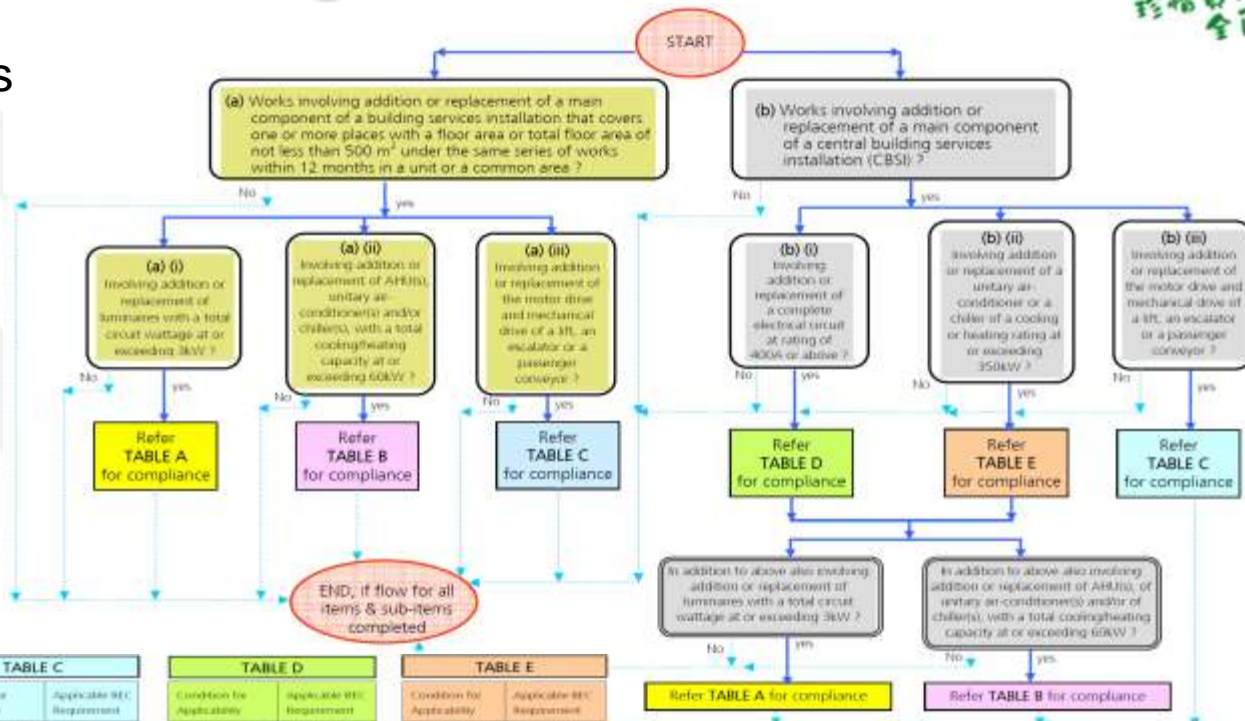 珍惜
全
s
START
(a) Works involving addition or replacement of a main
component of a building services installation that covers
one or more places with a floor area or total floor area of
not less than 500 m² under the same series of works
within 12 months in a unit or a common area ?
(b) Works involving addition or
replacement of a main component
of a central building services
installation (CBSI) ?
No
yes
No
yes
(a) (i)
Involving addition or
replacement of
luminaires with a total
circuit wattage at or
exceeding 3kW ?
(a) (ii)
Involving addition or
replacement of AHU(s),
unitary air-
conditioner(s) and/or
chiller(s), with a total
cooling/heating
capacity at or
exceeding 60kW ?
(a) (iii)
Involving addition
or replacement of
the motor drive
and mechanical
drive of a lift, an
escalator or a
passenger
conveyor ?
(b) (i)
Involving
addition or
replacement of
a complete
electrical circuit
at rating of
400A or above ?
(b) (ii)
Involving addition
or replacement of a
unitary air-
conditioner or a
chiller of a cooling
or heating rating at
or exceeding
350kW ?
(b) (iii)
Involving addition
or replacement of
the motor drive and
mechanical drive of
a lift, an escalator
or a passenger
conveyor ?
No
yes
No
yes
No
yes
No
yes
No
yes
No
yes
Refer
TABLE A
for compliance
Refer
TABLE B
for compliance
Refer
TABLE C
for compliance
Refer
TABLE D
for compliance
Refer
TABLE E
for compliance
Refer
TABLE C
for compliance
END, if flow for all
items & sub-items
completed
In addition to above also involving
addition or replacement of
luminaires with a total circuit
wattage at or exceeding 3kW ?
In addition to above also involving
addition or replacement of AHU(s), of
unitary air-conditioner(s) and/or of
chiller(s), with a total cooling/heating
capacity at or exceeding 60kW ?
No
yes
No
yes
Refer TABLE A for compliance
Refer TABLE B for compliance
TABLE C
Applicable BEC
Requirement
TABLE D
Condition for
Applicability
Applicable BEC
Requirement
TABLE E
Condition for
Applicability
Applicable BEC
Requirement